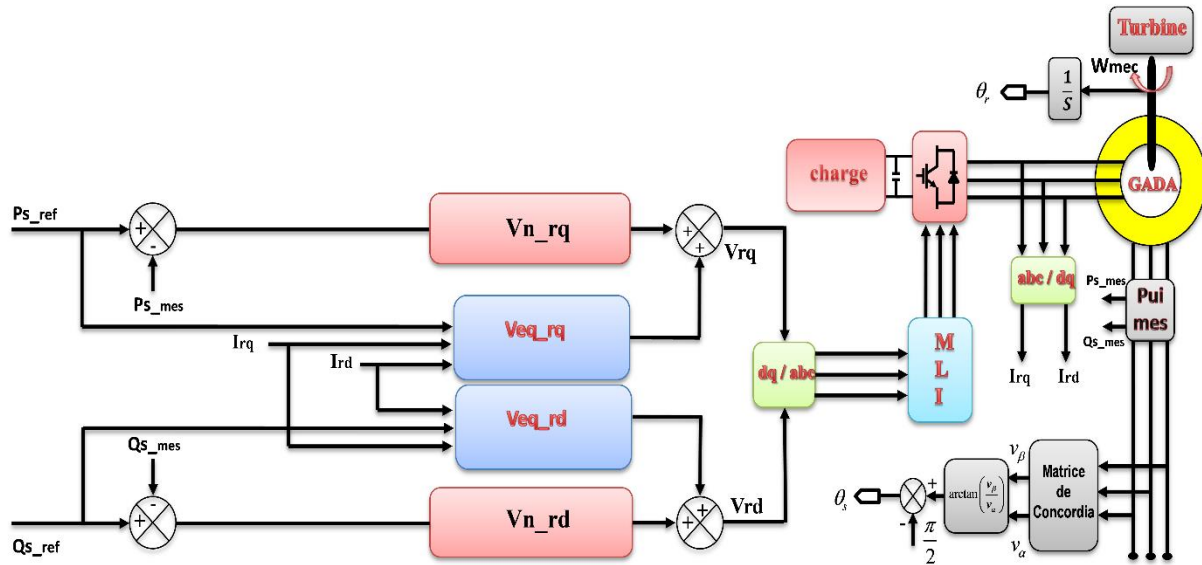 Turbine
Wmec
θr
1
S
charge
GADA
Ps_ref
+
-
Ps_mes
Vn_rq
+
+
Vrq
abc / dq
Ps_mes
Pui
mes
Qs_mes
Irq
Ird
Veq_rq
Irq
Ird
dq / abc
M
L
I
Veq_rd
Qs_mes
-
+
Qs_ref
Vn_rd
+
+
Vrd
θs
+
-
π
2
arctan(vβ/vα)
vβ
vα
Matrice
de
Concordia